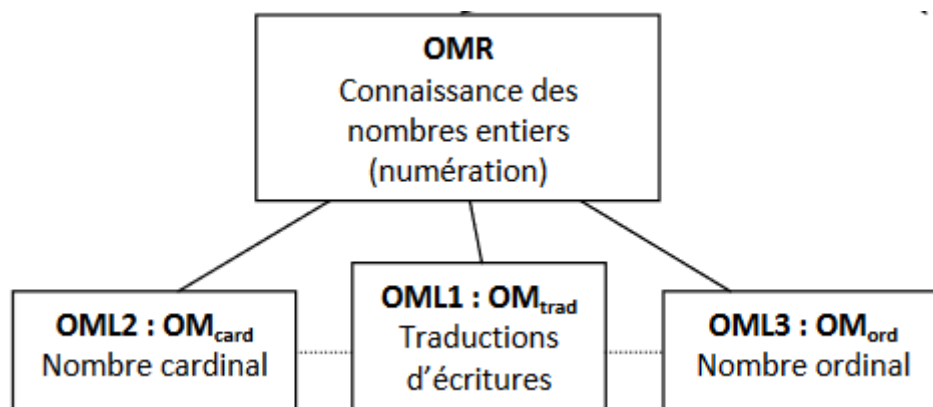 OMR
Connaissance des
nombres entiers
(numération)
OML2 : OMcard
Nombre cardinal
OML1 : OMtrad
Traductions
d'écritures
OML3 : OMord
Nombre ordinal